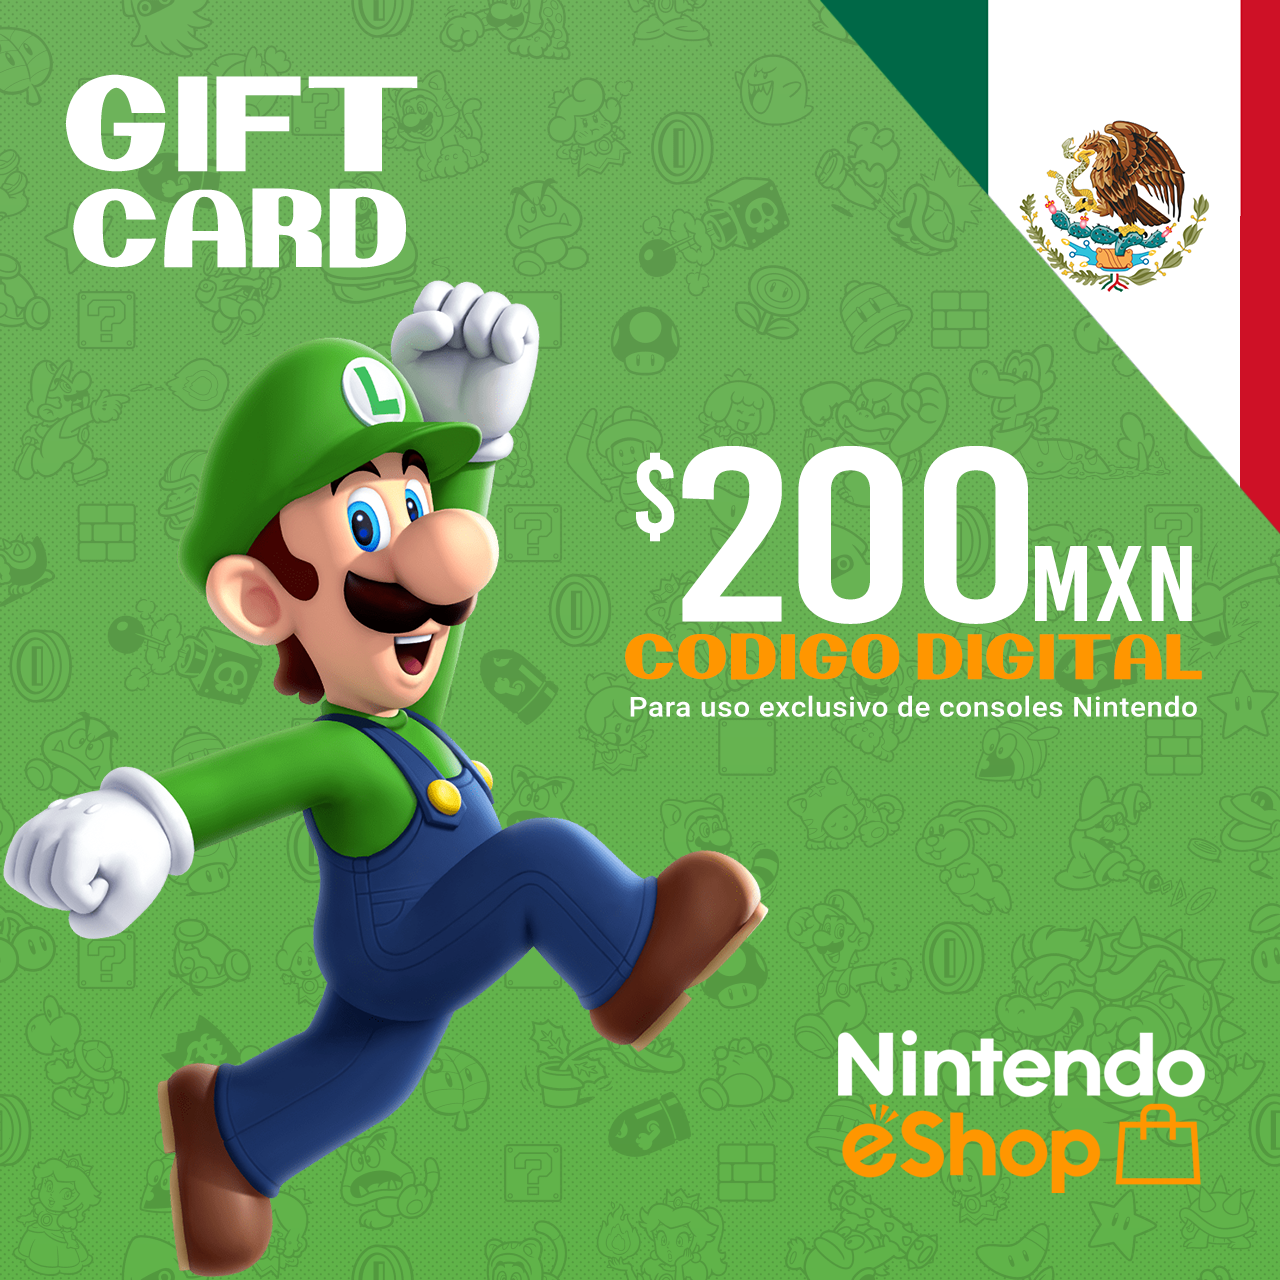 GIFT
CARD
L
$200MXN
CODIGO DIGITAL
Para uso exclusivo de consoles Nintendo
Nintendo
eShop